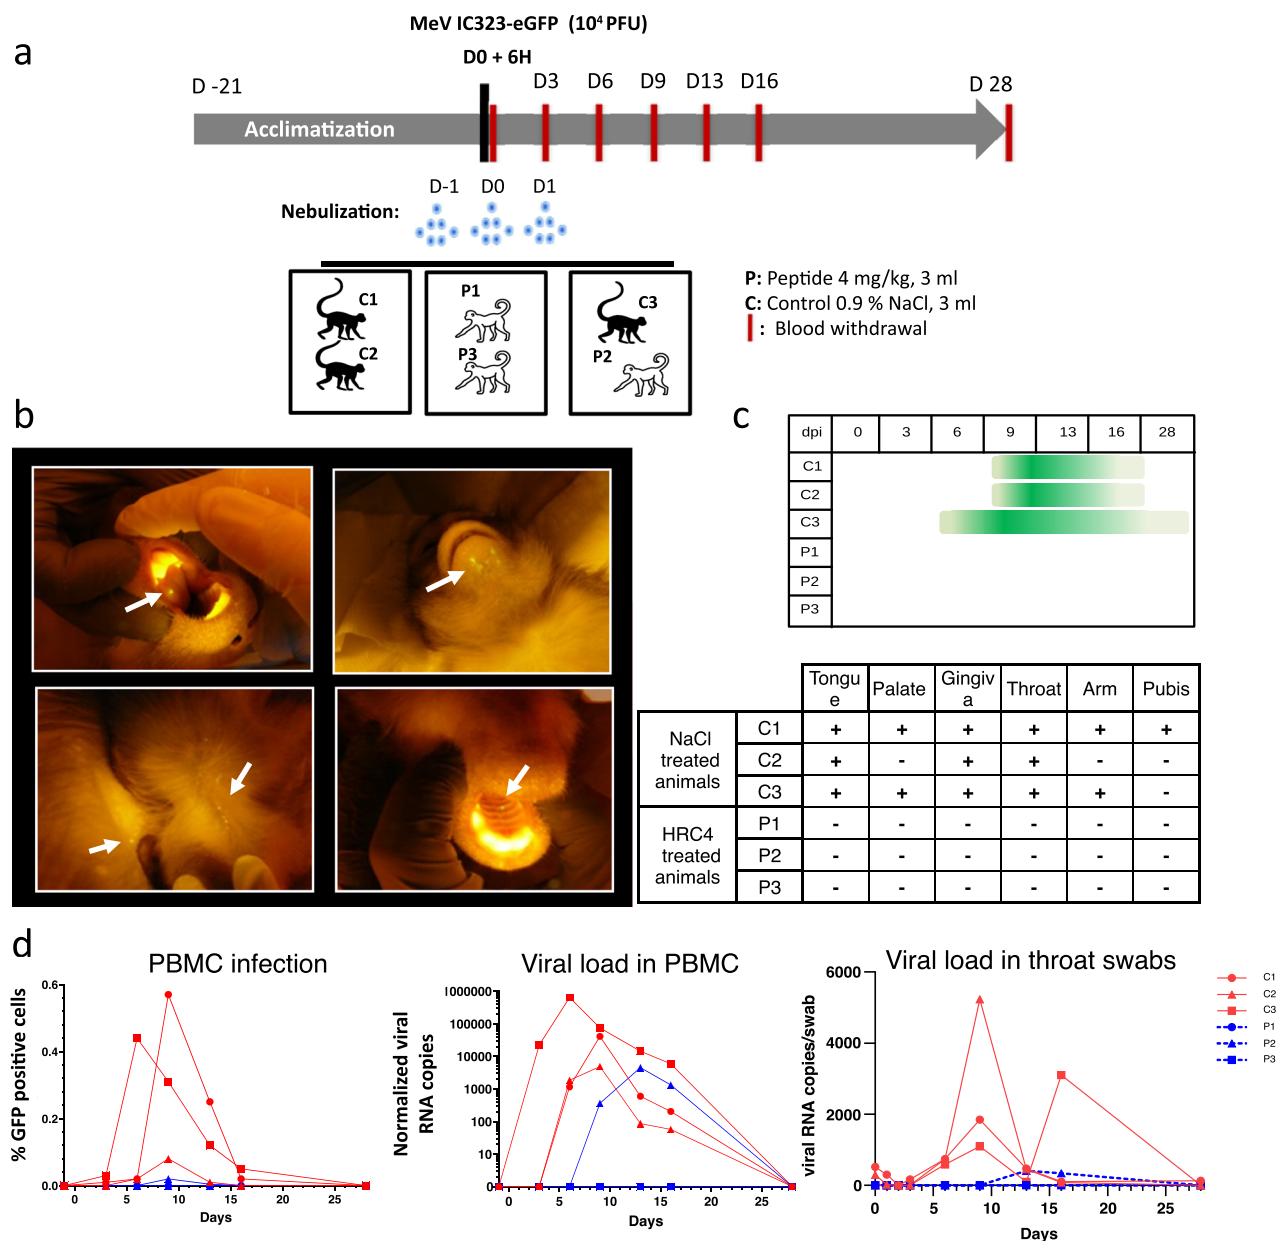 MeV IC323-eGFP (10⁴ PFU)
a
D0 + 6H
D -21
D3
D6
D9
D13
D16
D 28
Acclimatization
D-1
D0
D1
Nebulization:
C1
C2
P1
P3
C3
P2
P: Peptide 4 mg/kg, 3 ml
C: Control 0.9 % NaCl, 3 ml
: Blood withdrawal
b
c
dpi 0 3 6 9 13 16 28
C1
C2
C3
P1
P2
P3
Tongu
e
Palate
Gingiv
a
Throat
Arm
Pubis
NaCl
treated
animals
C1 + + + + + +
C2 + - + + - -
C3 + + + + + -
HRC4
treated
animals
P1 - - - - - -
P2 - - - - - -
P3 - - - - - -
d
PBMC infection
% GFP positive cells
0.6
0.4
0.2
0.0
0 5 10 15 20 25
Days
Viral load in PBMC
Normalized viral
RNA copies
1000000
100000
10000
1000
100
10
0
0 5 10 15 20 25
Days
Viral load in throat swabs
viral RNA copies/swab
6000
4000
2000
0
0 5 10 15 20 25
Days
C1
C2
C3
P1
P2
P3